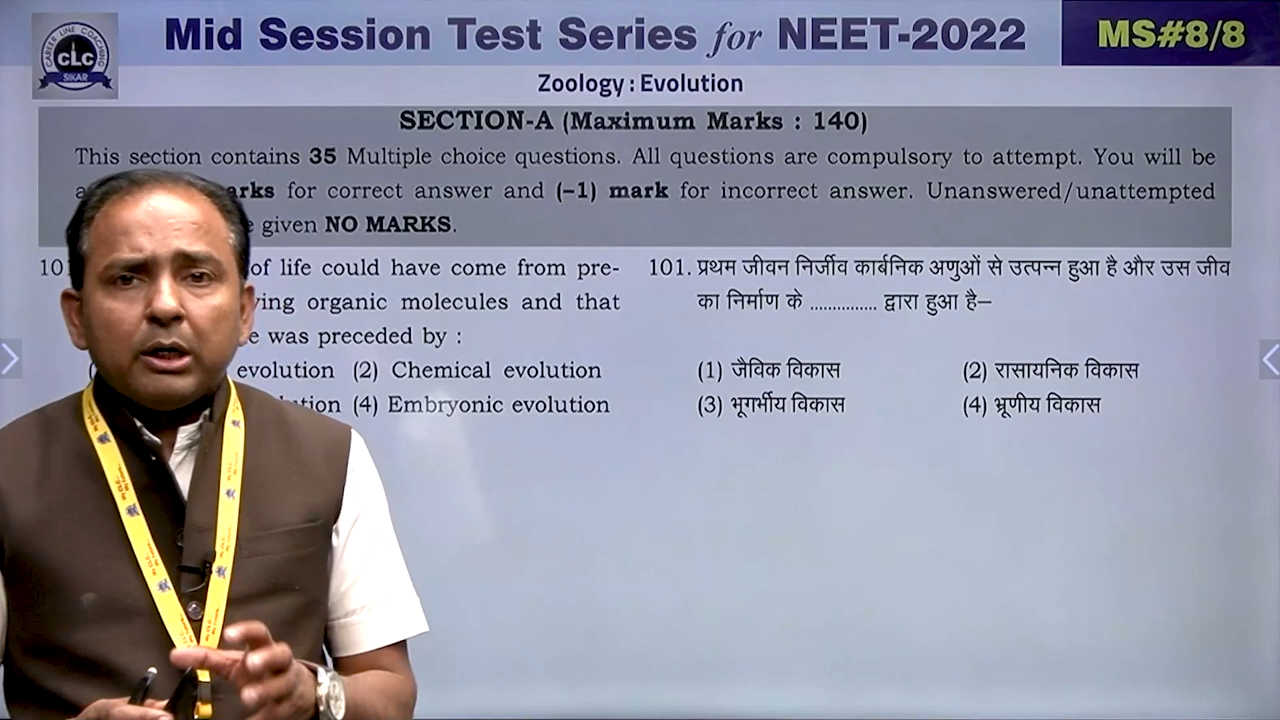 Mid Session Test Series for NEET-2022
MS#8/8
CAREER LINE COACHING
CLC
SIKAR
Zoology : Evolution
SECTION-A (Maximum Marks : 140)
This section contains 35 Multiple choice questions. All questions are compulsory to attempt. You will be
for correct answer and (–1) mark for incorrect answer. Unanswered/unattempted
given NO MARKS.
of life could have come from pre-
organic molecules and that
was preceded by :
evolution (2) Chemical evolution
(4) Embryonic evolution
101. प्रथम जीवन निर्जीव कार्बनिक अणुओं से उत्पन्न हुआ है और उस जीव
का निर्माण के ............... द्वारा हुआ है–
(1) जैविक विकास (2) रासायनिक विकास
(3) भूगर्भीय विकास (4) भ्रूणीय विकास